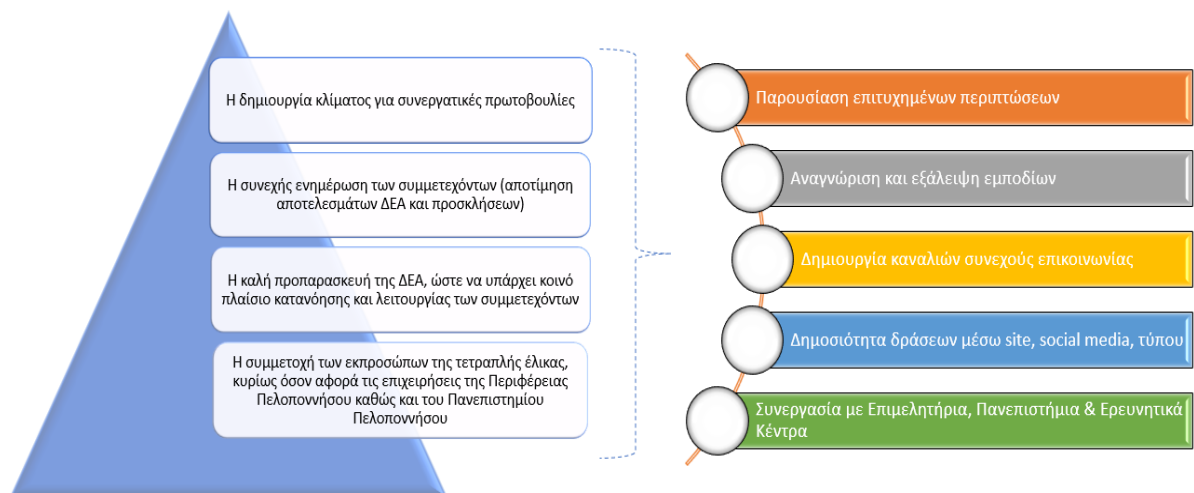 Η δημιουργία κλίματος για συνεργατικές πρωτοβουλίες
Η συνεχής ενημέρωση των συμμετεχόντων (αποτίμηση
αποτελεσμάτων ΔΕΑ και προσκλήσεων)
Η καλή προπαρασκευή της ΔΕΑ, ώστε να υπάρχει κοινό
πλαίσιο κατανόησης και λειτουργίας των συμμετεχόντων
Η συμμετοχή των εκπροσώπων της τετραπλής έλικας,
κυρίως όσον αφορά τις επιχειρήσεις της Περιφέρειας
Πελοποννήσου καθώς και του Πανεπιστημίου
Πελοποννήσου
Παρουσίαση επιτυχημένων περιπτώσεων
Αναγνώριση και εξάλειψη εμποδίων
Δημιουργία καναλιών συνεχούς επικοινωνίας
Δημοσιότητα δράσεων μέσω site, social media, τύπου
Συνεργασία με Επιμελητήρια, Πανεπιστήμια & Ερευνητικά
Κέντρα